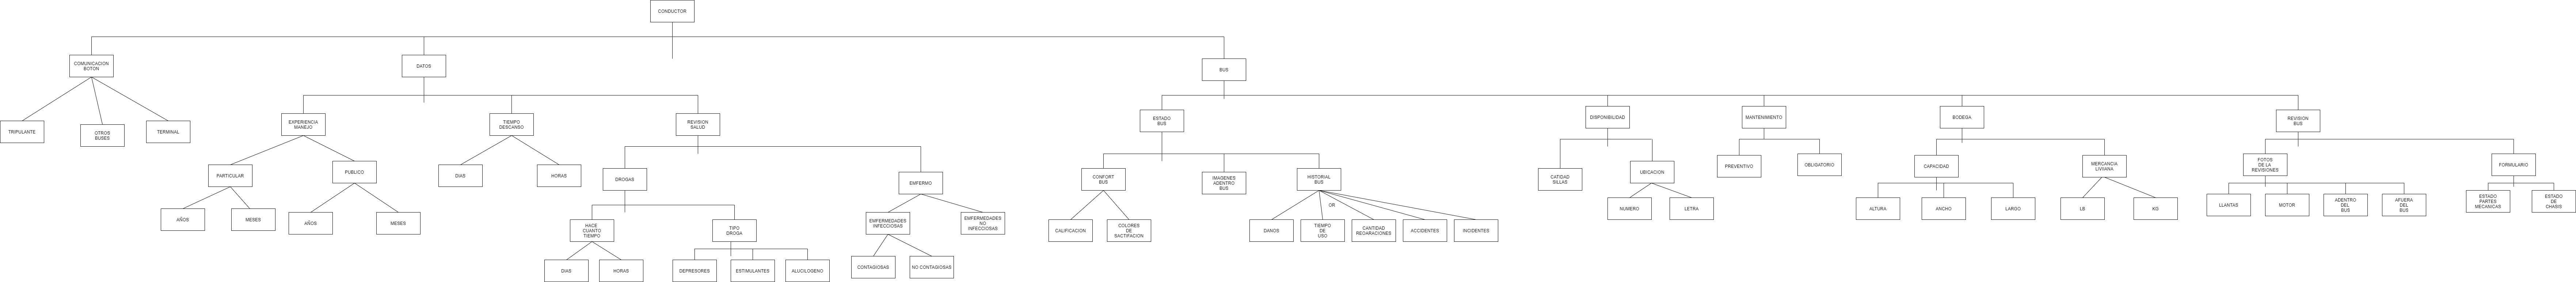 CONDUCTOR
COMUNICACION
BOTON
DATOS
BUS
TRIPULANTE
OTROS
BUSES
TERMINAL
EXPERIENCIA
MANEJO
TIEMPO
DESCANSO
REVISION
SALUD
ESTADO
BUS
DISPONIBILIDAD
MANTENIMIENTO
BODEGA
REVISION
BUS
PARTICULAR
PUBLICO
DIAS
HORAS
DROGAS
EMFERMO
CONFORT
BUS
IMAGENES
ADENTRO
BUS
HISTORIAL
BUS
CATIDAD
SILLAS
UBICACION
PREVENTIVO
OBLIGATORIO
CAPACIDAD
MERCANCIA
LIVIANA
FOTOS
DE LA
REVISIONES
FORMULARIO
AÑOS
MESES
AÑOS
MESES
HACE
CUANTO
TIEMPO
TIPO
DROGA
EMFERMEDADES
INFECCIOSAS
EMFERMEDADES
NO
INFECCIOSAS
CALIFICACION
COLORES
DE
SACTIFACION
OR
DANOS
TIEMPO
DE
USO
CANTIDAD
REOARACIONES
ACCIDENTES
INCIDENTES
NUMERO
LETRA
ALTURA
ANCHO
LARGO
LB
KG
LLANTAS
MOTOR
ADENTRO
DEL
BUS
AFUERA
DEL
BUS
ESTADO
PARTES
MECANICAS
ESTADO
DE
CHASIS
DIAS
HORAS
DEPRESORES
ESTIMULANTES
ALUCILOGENO
CONTAGIOSAS
NO CONTAGIOSAS